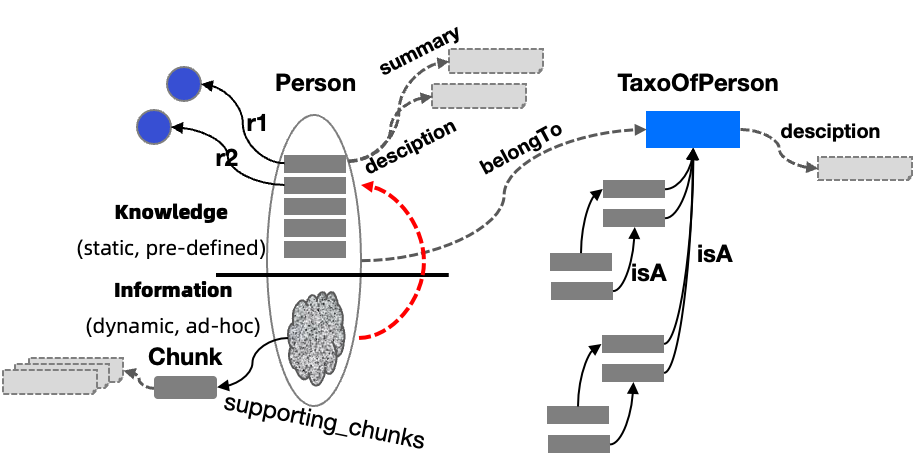 summary
Person
TaxoOfPerson
r1
desciption
belongTo
desciption
r2
Knowledge
(static, pre-defined)
isA
isA
Information
(dynamic, ad-hoc)
Chunk
supporting_chunks